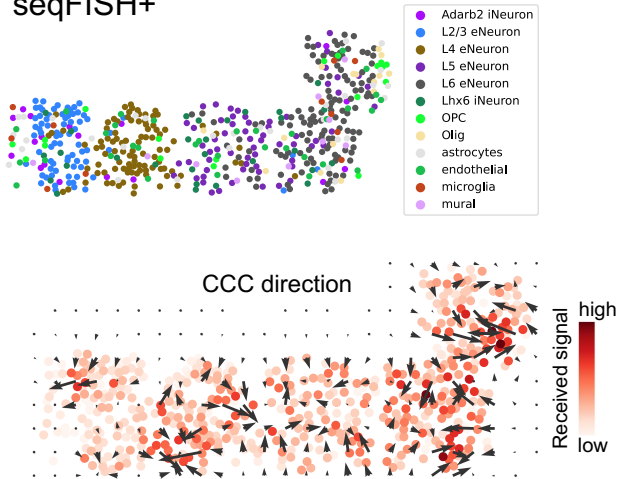 seqFISH+
Adarb2 iNeuron
L2/3 eNeuron
L4 eNeuron
L5 eNeuron
L6 eNeuron
Lhx6 iNeuron
OPC
Olig
astrocytes
endothelial
microglia
mural
CCC direction
Received signal
high
low